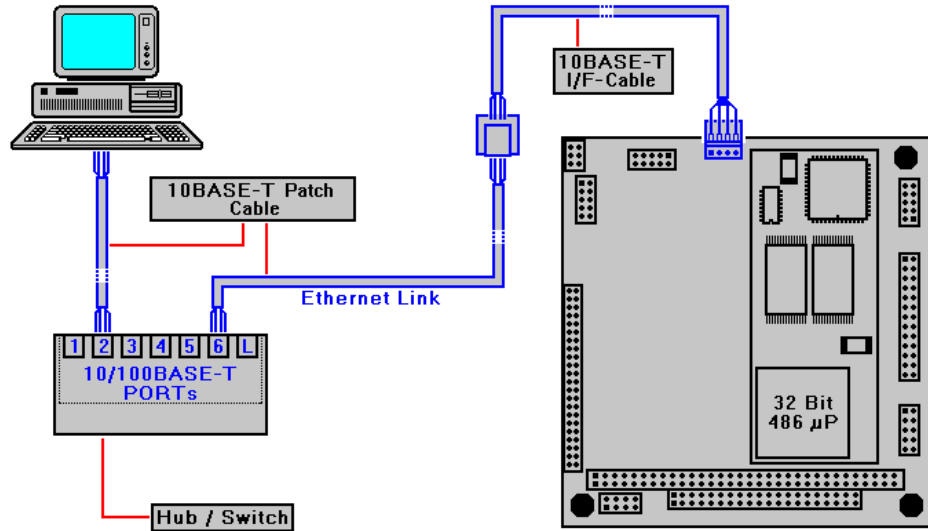 10BASE-T
I/F-Cable
10BASE-T Patch
Cable
Ethernet Link
1 2 3 4 5 6 L
10/100BASE-T
PORTs
32 Bit
486 µP
Hub / Switch